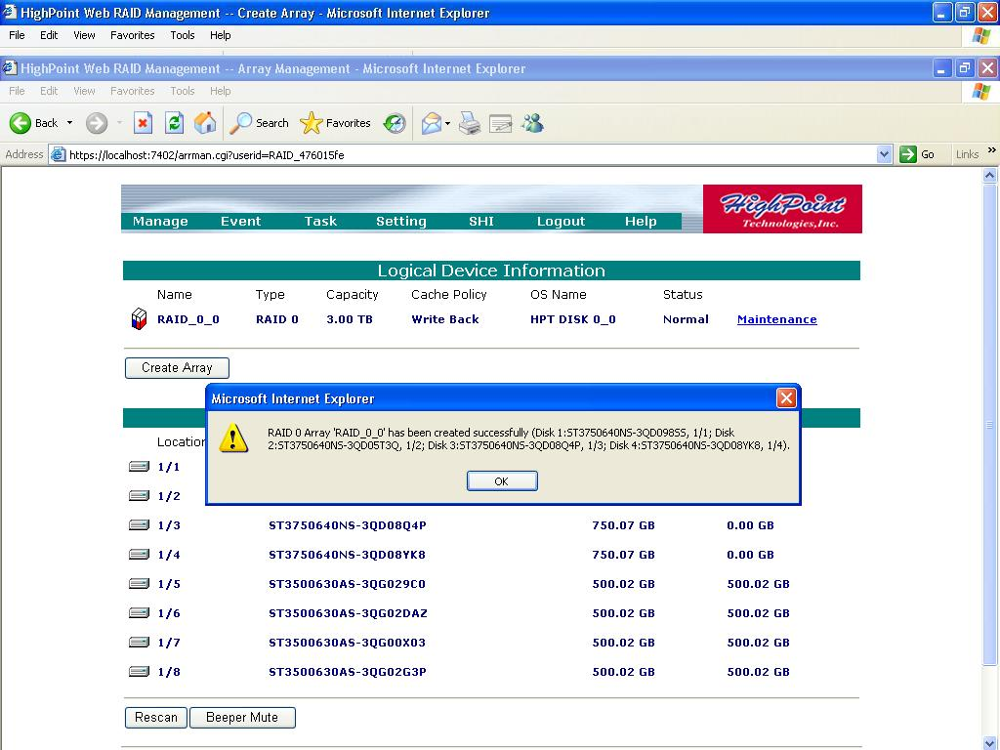 HighPoint Web RAID Management -- Create Array - Microsoft Internet Explorer
File Edit View Favorites Tools Help
HighPoint Web RAID Management -- Array Management - Microsoft Internet Explorer
File Edit View Favorites Tools Help
Back Search Favorites
Address https://localhost:7402/arrman.cgi?userid=RAID_476015fe Go Links »
HighPoint
Technologies, Inc.
Manage Event Task Setting SHI Logout Help
Logical Device Information
Name Type Capacity Cache Policy OS Name Status
RAID_0_0 RAID 0 3.00 TB Write Back HPT DISK 0_0 Normal Maintenance
Create Array
Microsoft Internet Explorer
RAID 0 Array 'RAID_0_0' has been created successfully (Disk 1:ST3750640NS-3QD098S5, 1/1; Disk
2:ST3750640NS-3QD05T3Q, 1/2; Disk 3:ST3750640NS-3QD08Q4P, 1/3; Disk 4:ST3750640NS-3QD08YK8, 1/4).
OK
Location
1/1
1/2
1/3 ST3750640NS-3QD08Q4P 750.07 GB 0.00 GB
1/4 ST3750640NS-3QD08YK8 750.07 GB 0.00 GB
1/5 ST3500630AS-3QG029C0 500.02 GB 500.02 GB
1/6 ST3500630AS-3QG02DAZ 500.02 GB 500.02 GB
1/7 ST3500630AS-3QG00X03 500.02 GB 500.02 GB
1/8 ST3500630AS-3QG02G3P 500.02 GB 500.02 GB
Rescan Beeper Mute